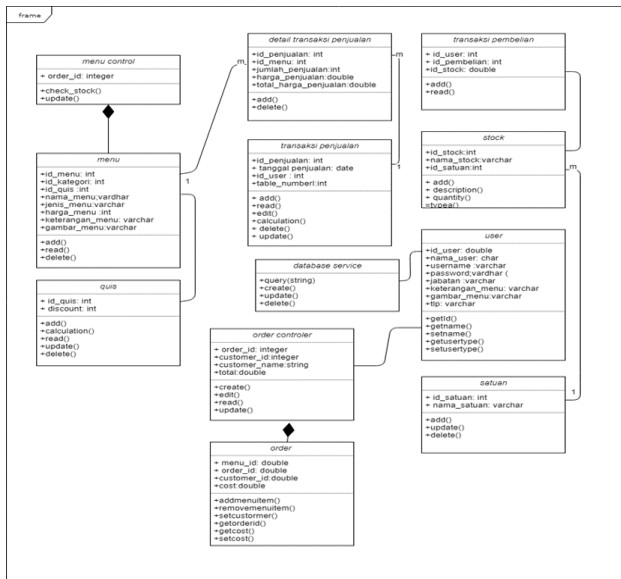 frame:
menu control
+ order_id: integer
+check_stock()
+update()
menu
+id_menu: int
+id_kategori: int
+id_quis :int
+nama_menu;vardhar
+jenis_menu:varchar
+harga_menu :int
+keterangan_menu: varchar
+gambar_menu:varchar
+add()
+read()
+delete()
quis
+ id_quis: int
+ discount: int
+add()
+calculation()
+read()
+update()
+delete()
detail transaksi penjualan
+id_penjualan: int
+id_menu: int
+jumlah_penjualan:int
+harga_penjualan:double
+total_harga_penjualan:double
+add()
+delete()
transaksi penjualan
+id_penjualan: int
+ tanggal penjualan: date
+id_user : int
+table_numberl:int
+ add()
+read()
+edit()
+calculation()
+ delete()
+ update()
database service
+query(string)
+create()
+update()
+delete()
order controler
+ order_id: integer
+customer_id:integer
+customer_name:string
+total:double
+create()
+edit()
+read()
+update()
order
+ menu_id: double
+ order_id: double
+customer_id:double
+cost:double
+addmenuitem()
+removemenuitem()
+setcustormer()
+getorderid()
+getcost()
+setcost()
transaksi pembelian
+ id_user: int
+ id_pembelian: int
+id_stock: double
+add()
+read()
stock
+id_stock:int
+nama_stock:varchar
+id_satuan:int
+ add()
+ description()
+ quantity()
+typea()
user
+id_user: double
+nama_user: char
+username :varchar
+password;vardhar (
+jabatan :varchar
+keterangan_menu: varchar
+gambar_menu:varchar
+tlp: varchar
+getId()
+getname()
+setname()
+getusertype()
+setusertype()
satuan
+ id_satuan: int
+ nama_satuan: varchar
+add()
+update()
+delete()
m
1
m
1
m
1